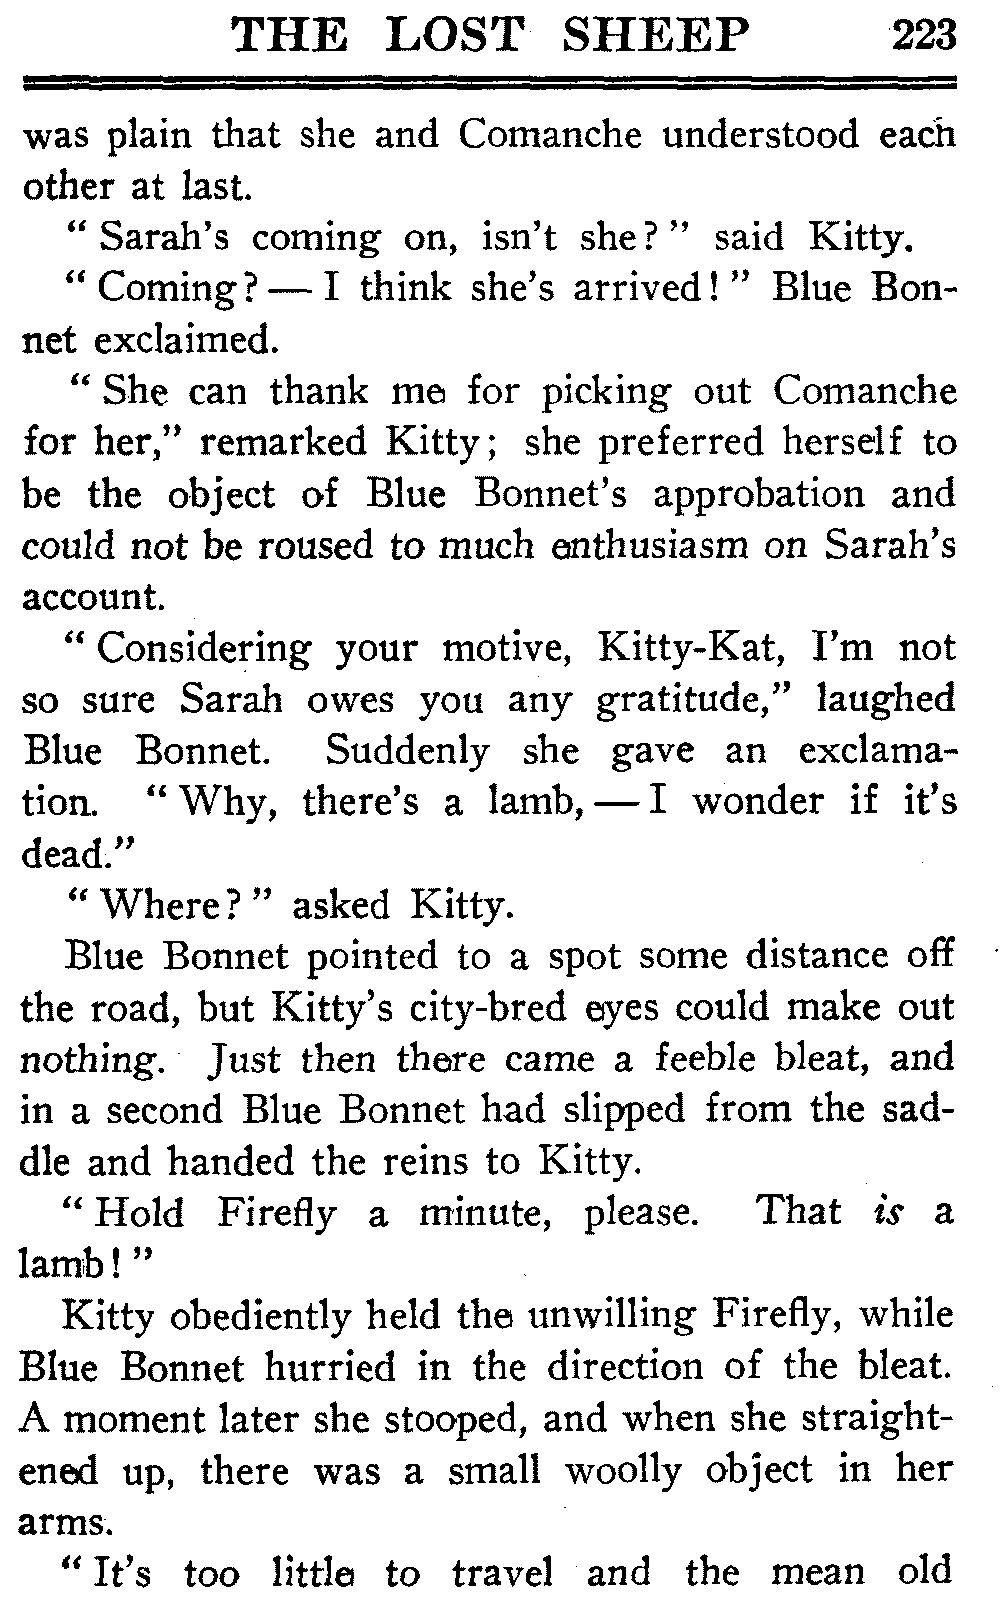 THE LOST SHEEP 223
was plain that she and Comanche understood each
other at last.
" Sarah's coming on, isn't she? " said Kitty.
" Coming? — I think she's arrived! " Blue Bon-
net exclaimed.
" She can thank me for picking out Comanche
for her," remarked Kitty; she preferred herself to
be the object of Blue Bonnet's approbation and
could not be roused to much enthusiasm on Sarah's
account.
" Considering your motive, Kitty-Kat, I'm not
so sure Sarah owes you any gratitude," laughed
Blue Bonnet. Suddenly she gave an exclama-
tion. " Why, there's a lamb, — I wonder if it's
dead."
" Where? " asked Kitty.
Blue Bonnet pointed to a spot some distance off
the road, but Kitty's city-bred eyes could make out
nothing. Just then there came a feeble bleat, and
in a second Blue Bonnet had slipped from the sad-
dle and handed the reins to Kitty.
" Hold Firefly a minute, please. That is a
lamb! "
Kitty obediently held the unwilling Firefly, while
Blue Bonnet hurried in the direction of the bleat.
A moment later she stooped, and when she straight-
ened up, there was a small woolly object in her
arms.
" It's too little to travel and the mean old